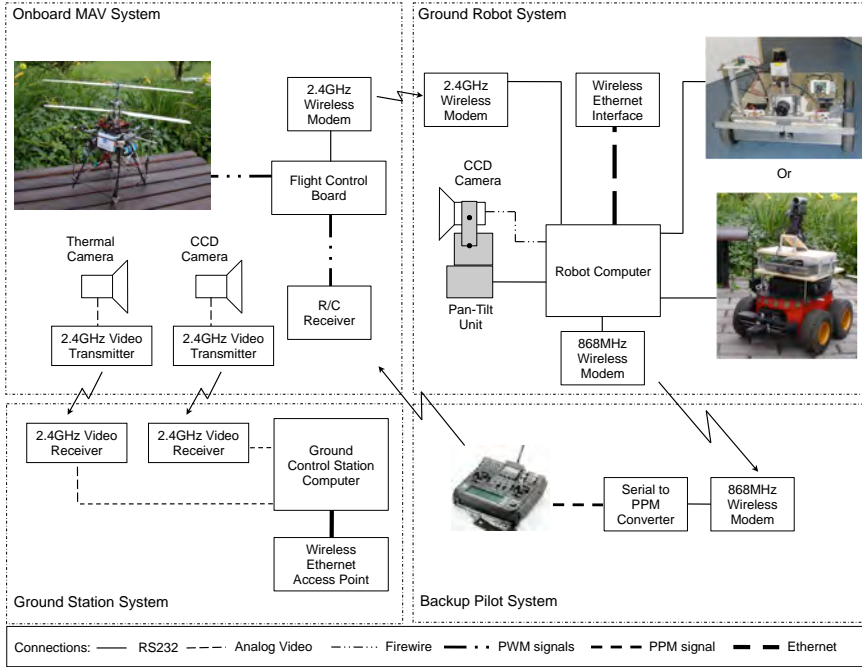 Onboard MAV System
2.4GHz
Wireless
Modem
Flight Control
Board
Thermal
Camera
CCD
Camera
R/C
Receiver
2.4GHz Video
Transmitter
2.4GHz Video
Transmitter
Ground Robot System
2.4GHz
Wireless
Modem
Wireless
Ethernet
Interface
Or
CCD
Camera
Robot Computer
Pan-Tilt
Unit
868MHz
Wireless
Modem
2.4GHz Video
Receiver
2.4GHz Video
Receiver
Ground
Control Station
Computer
Wireless
Ethernet
Access Point
Ground Station System
Serial to
PPM
Converter
868MHz
Wireless
Modem
Backup Pilot System
Connections: RS232 Analog Video Firewire PWM signals PPM signal Ethernet